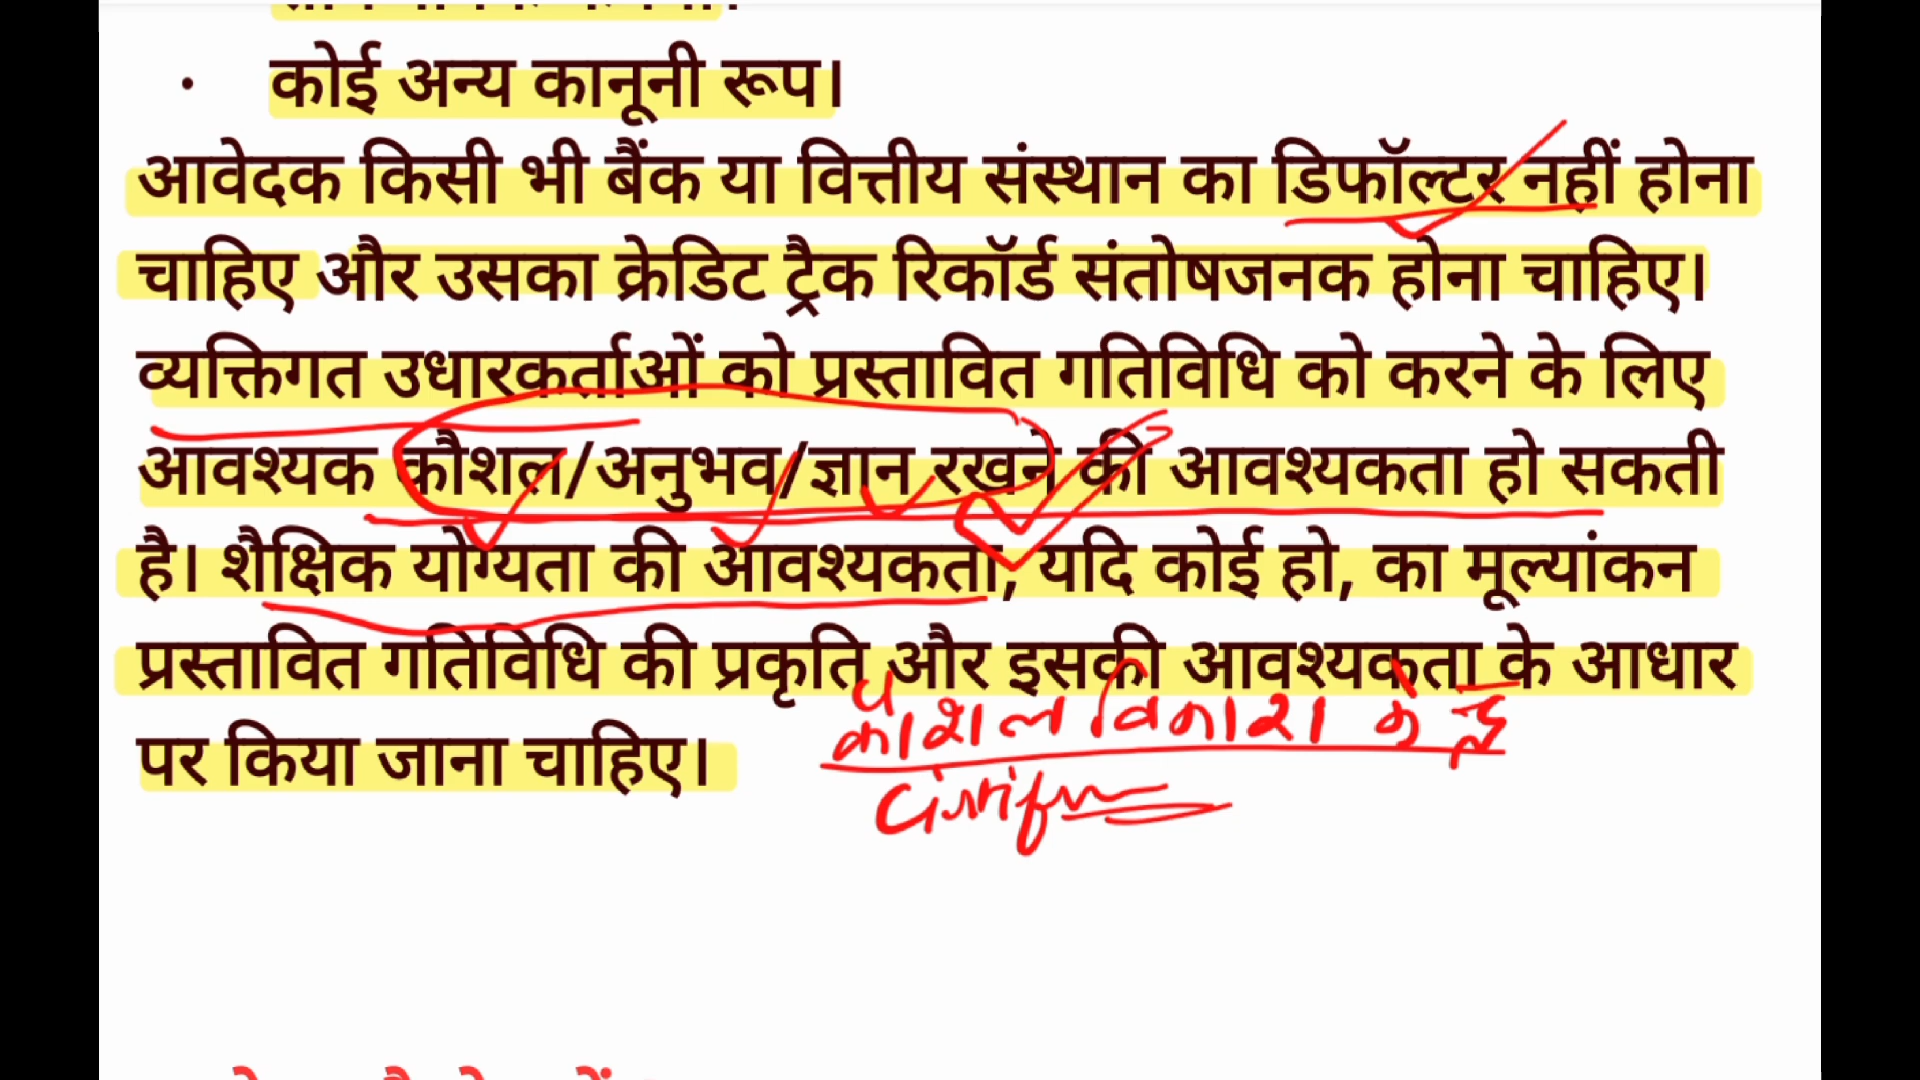 · कोई अन्य कानूनी रूप।
आवेदक किसी भी बैंक या वित्तीय संस्थान का डिफॉल्टर नहीं होना
चाहिए और उसका क्रेडिट ट्रैक रिकॉर्ड संतोषजनक होना चाहिए।
व्यक्तिगत उधारकर्ताओं को प्रस्तावित गतिविधि को करने के लिए
आवश्यक कौशल/अनुभव/ज्ञान रखने की आवश्यकता हो सकती
है। शैक्षिक योग्यता की आवश्यकता, यदि कोई हो, का मूल्यांकन
प्रस्तावित गतिविधि की प्रकृति और इसकी आवश्यकता के आधार
पर किया जाना चाहिए।